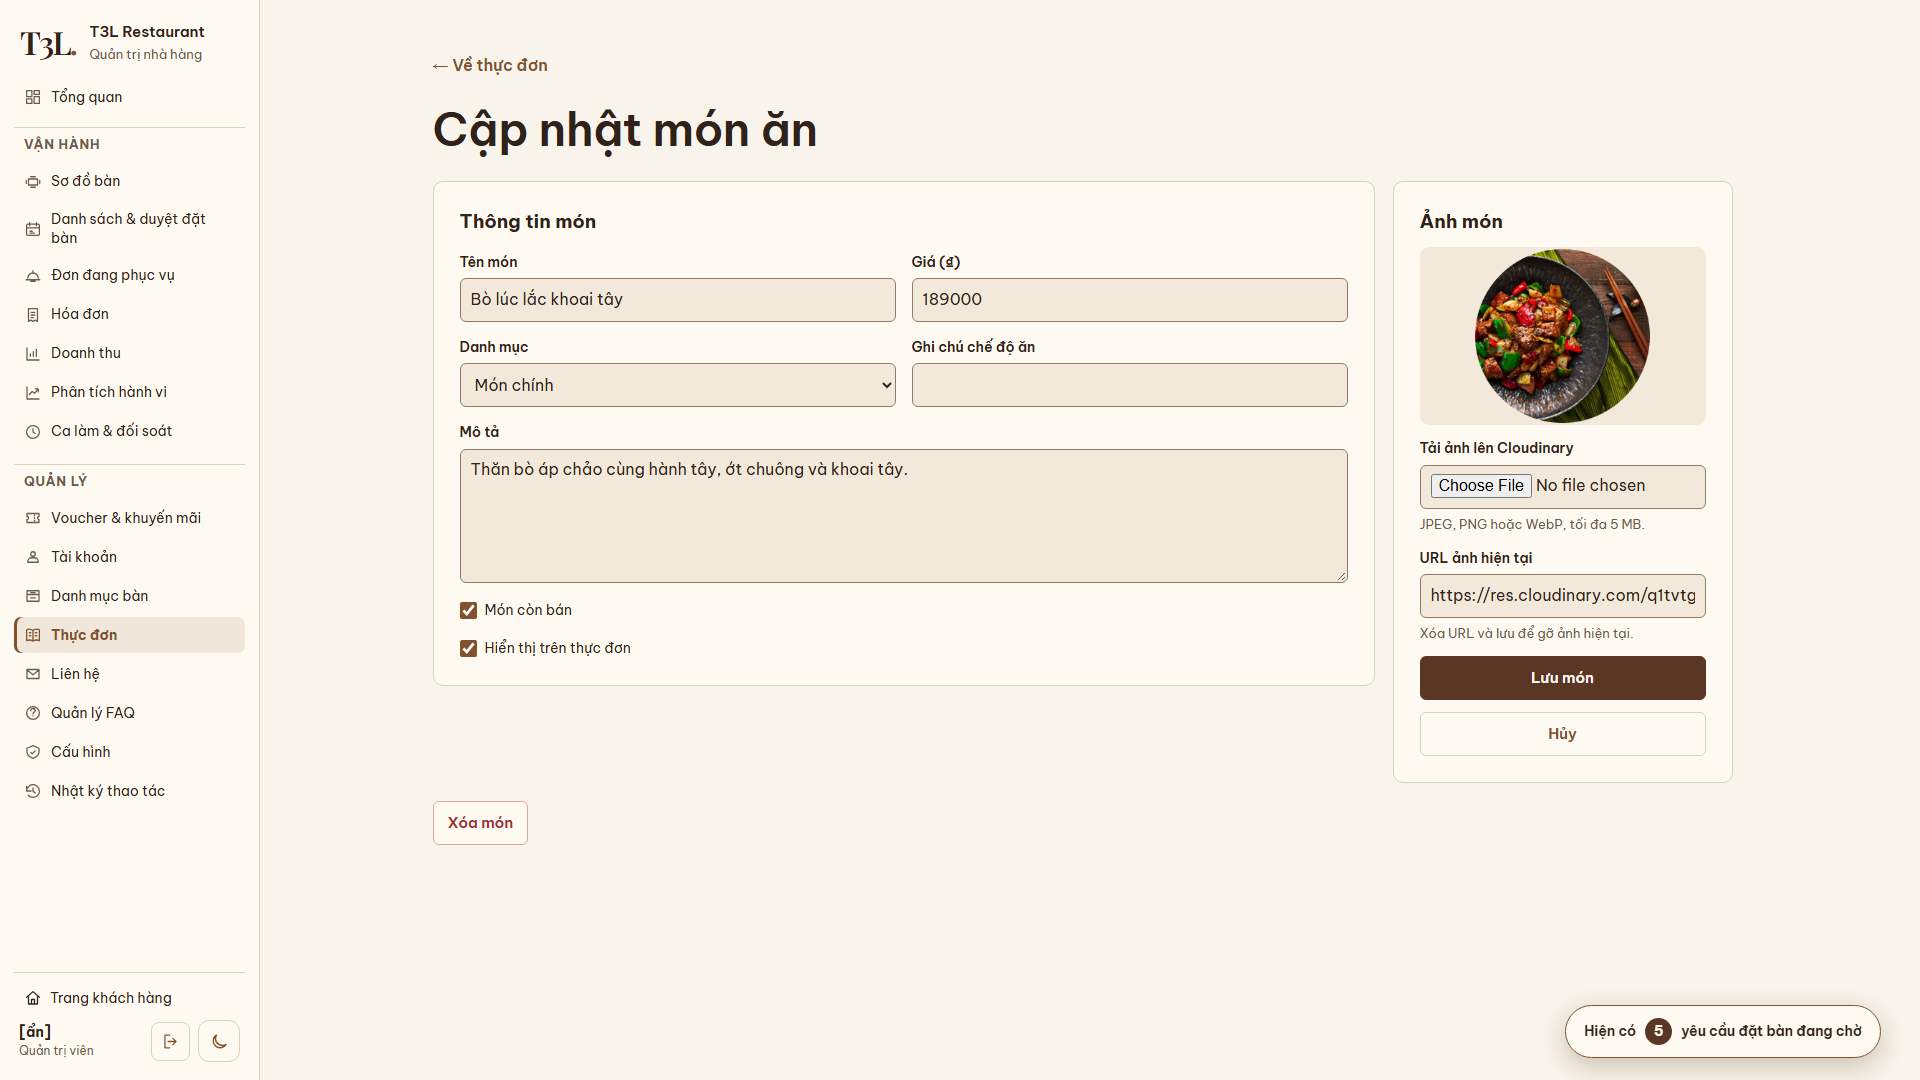 T3L.
T3L Restaurant
Quản trị nhà hàng
Tổng quan
VẬN HÀNH
Sơ đồ bàn
Danh sách & duyệt đặt
bàn
Đơn đang phục vụ
Hóa đơn
Doanh thu
Phân tích hành vi
Ca làm & đối soát
QUẢN LÝ
Voucher & khuyến mãi
Tài khoản
Danh mục bàn
Thực đơn
Liên hệ
Quản lý FAQ
Cấu hình
Nhật ký thao tác
Trang khách hàng
[ẩn]
Quản trị viên
← Về thực đơn
Cập nhật món ăn
Thông tin món
Tên món
Bò lúc lắc khoai tây
Giá (₫)
189000
Danh mục
Món chính
Ghi chú chế độ ăn
Mô tả
Thăn bò áp chảo cùng hành tây, ớt chuông và khoai tây.
Món còn bán
Hiển thị trên thực đơn
Ảnh món
Tải ảnh lên Cloudinary
Choose File No file chosen
JPEG, PNG hoặc WebP, tối đa 5 MB.
URL ảnh hiện tại
https://res.cloudinary.com/q1tvtg
Xóa URL và lưu để gỡ ảnh hiện tại.
Lưu món
Hủy
Xóa món
Hiện có 5 yêu cầu đặt bàn đang chờ